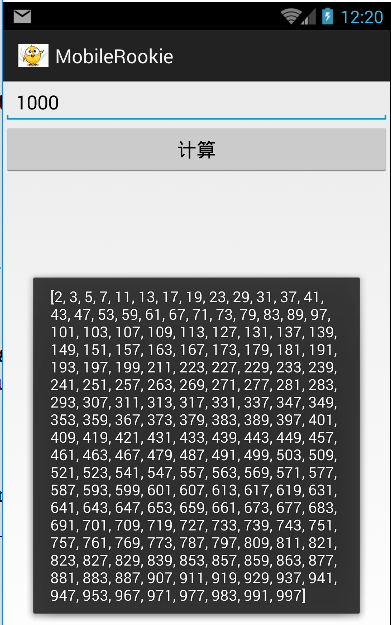 12:20
MobileRookie
1000
计算
[2, 3, 5, 7, 11, 13, 17, 19, 23, 29, 31, 37, 41,
43, 47, 53, 59, 61, 67, 71, 73, 79, 83, 89, 97,
101, 103, 107, 109, 113, 127, 131, 137, 139,
149, 151, 157, 163, 167, 173, 179, 181, 191,
193, 197, 199, 211, 223, 227, 229, 233, 239,
241, 251, 257, 263, 269, 271, 277, 281, 283,
293, 307, 311, 313, 317, 331, 337, 347, 349,
353, 359, 367, 373, 379, 383, 389, 397, 401,
409, 419, 421, 431, 433, 439, 443, 449, 457,
461, 463, 467, 479, 487, 491, 499, 503, 509,
521, 523, 541, 547, 557, 563, 569, 571, 577,
587, 593, 599, 601, 607, 613, 617, 619, 631,
641, 643, 647, 653, 659, 661, 673, 677, 683,
691, 701, 709, 719, 727, 733, 739, 743, 751,
757, 761, 769, 773, 787, 797, 809, 811, 821,
823, 827, 829, 839, 853, 857, 859, 863, 877,
881, 883, 887, 907, 911, 919, 929, 937, 941,
947, 953, 967, 971, 977, 983, 991, 997]